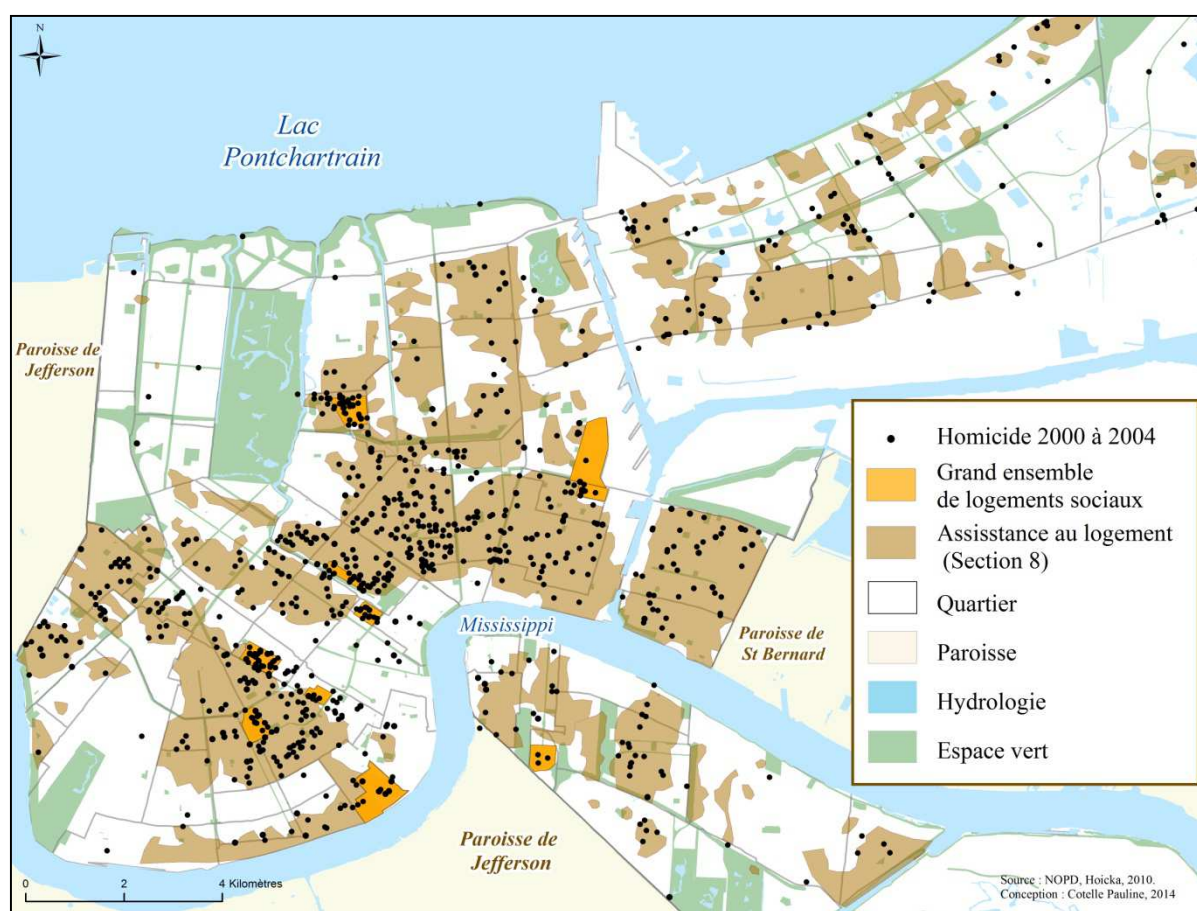 N
Lac
Pontchartrain
Paroisse de
Jefferson
Mississippi
Paroisse de
St Bernard
Paroisse de
Jefferson
Homicide 2000 à 2004
Grand ensemble
de logements sociaux
Assisstance au logement
(Section 8)
Quartier
Paroisse
Hydrologie
Espace vert
0 2 4 Kilomètres
Source : NOPD, Hoicka, 2010.
Conception : Cotelle Pauline, 2014